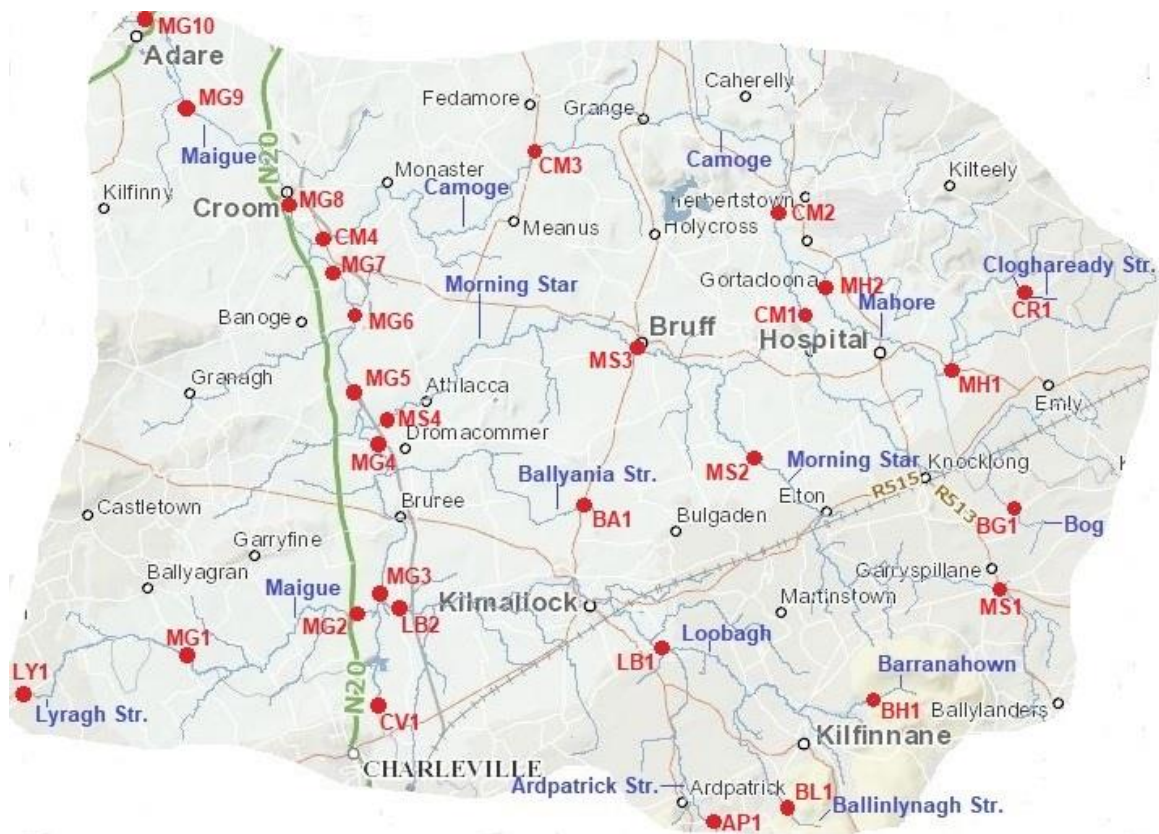 MG10
Adare
MG9
Maigue
N20
Fedamore
Grange
Caherelly
Monaster
Camoge
CM3
Camoge
Kilteely
Kilfinny
Croom
MG8
CM4
Meanus
Holycross
Herbertstown
CM2
MG7
Morning Star
Gortacloona
MH2
Mahore
Cloghaready Str.
CR1
Banoge
MG6
Bruff
MS3
CM1
Hospital
MH1
Emly
Granagh
MG5
Athlacca
MS4
Dromacommer
MG4
MS2
Morning Star
Knocklong
K
Ballyania Str.
R515
R513
Castletown
Bruree
BA1
Bulgaden
Elton
BG1
Bog
Garryfine
Garryspillane
Ballyagran
Maigue
MG3
MG2
LB2
Kilmallock
Martinstown
MS1
MG1
Loobagh
LB1
Barranahown
LY1
Lyragh Str.
N20
CV1
BH1
Ballylanders
Kilfinnane
CHARLEVILLE
Ardpatrick Str.
Ardpatrick
BL1
Ballinlynagh Str.
AP1